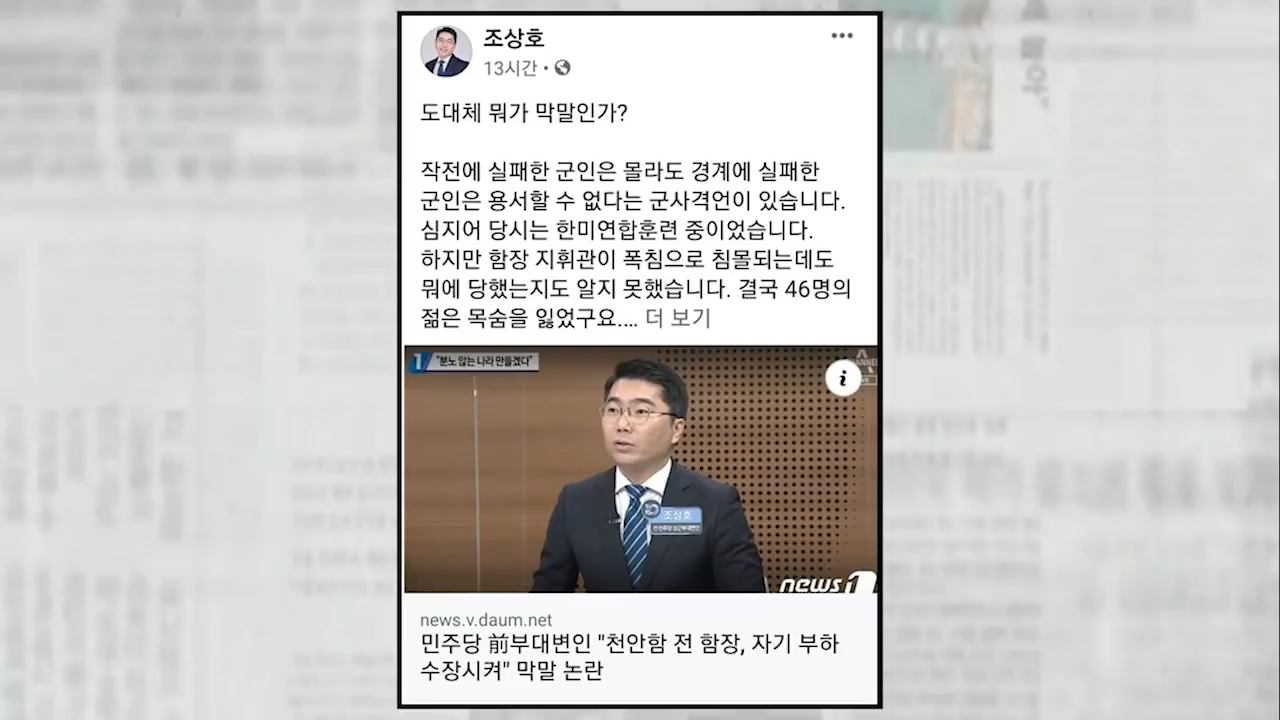 조상호
13시간
도대체 뭐가 막말인가?
작전에 실패한 군인은 몰라도 경계에 실패한
군인은 용서할 수 없다는 군사격언이 있습니다.
심지어 당시는 한미연합훈련 중이었습니다.
하지만 함장 지휘관이 폭침으로 침몰되는데도
뭐에 당했는지도 알지 못했습니다. 결국 46명의
젊은 목숨을 잃었구요.... 더 보기
1 "분노 않는 나라 만들겠다"
조상호
news1
news.v.daum.net
민주당 前부대변인 "천안함 전 함장, 자기 부하
수장시켜" 막말 논란